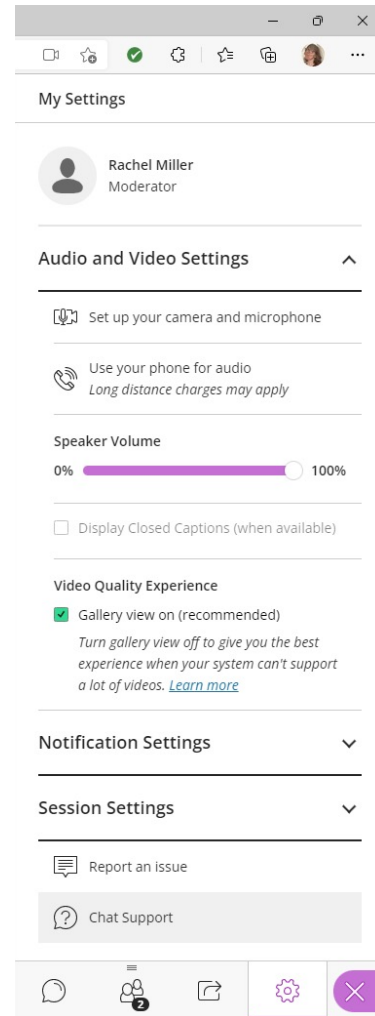 My Settings
Rachel Miller
Moderator
Audio and Video Settings
Set up your camera and microphone
Use your phone for audio
Long distance charges may apply
Speaker Volume
0% 100%
Display Closed Captions (when available)
Video Quality Experience
Gallery view on (recommended)
Turn gallery view off to give you the best
experience when your system can't support
a lot of videos. Learn more
Notification Settings
Session Settings
Report an issue
Chat Support
2